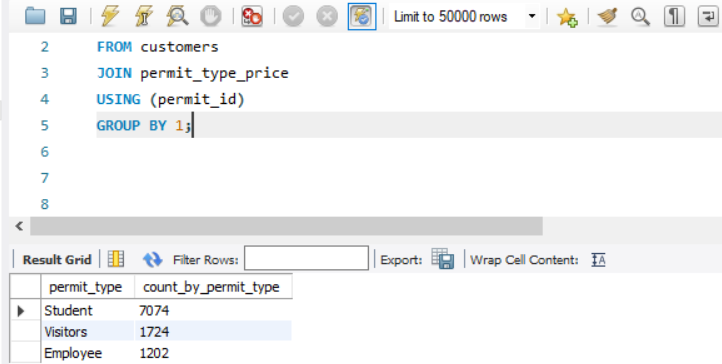 Limit to 50000 rows
2 FROM customers
3 JOIN permit_type_price
4 USING (permit_id)
5 GROUP BY 1;
6
7
8
Result Grid Filter Rows: Export: Wrap Cell Content: IA
permit_type count_by_permit_type
Student 7074
Visitors 1724
Employee 1202